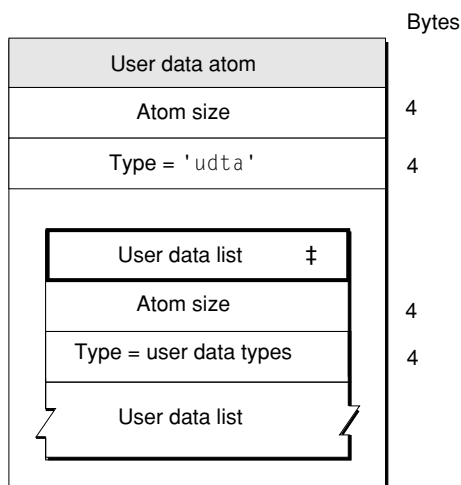 Bytes
User data atom
Atom size 4
Type = 'udta' 4
User data list ‡
Atom size 4
Type = user data types 4
User data list